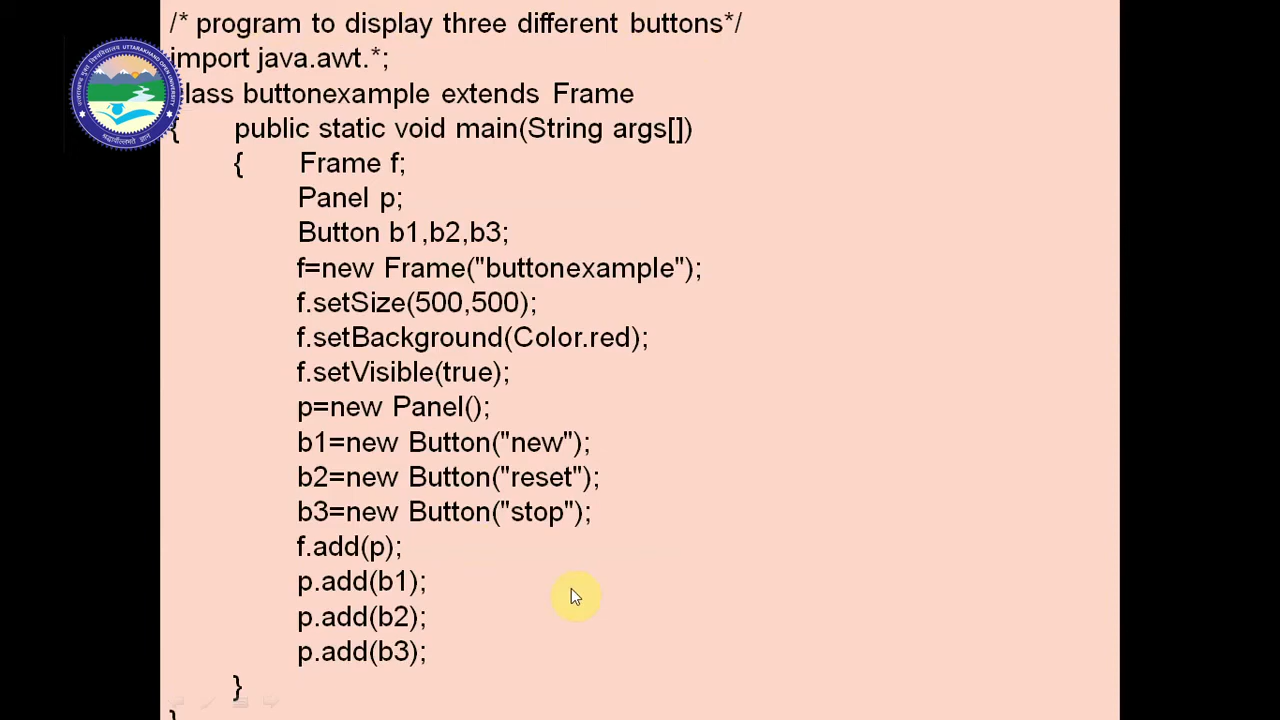 /* program to display three different buttons*/
import java.awt.*;
class buttonexample extends Frame
{ public static void main(String args[])
{ Frame f;
Panel p;
Button b1,b2,b3;
f=new Frame("buttonexample");
f.setSize(500,500);
f.setBackground(Color.red);
f.setVisible(true);
p=new Panel();
b1=new Button("new");
b2=new Button("reset");
b3=new Button("stop");
f.add(p);
p.add(b1);
p.add(b2);
p.add(b3);
}
}
UTTARAKHAND OPEN UNIVERSITY